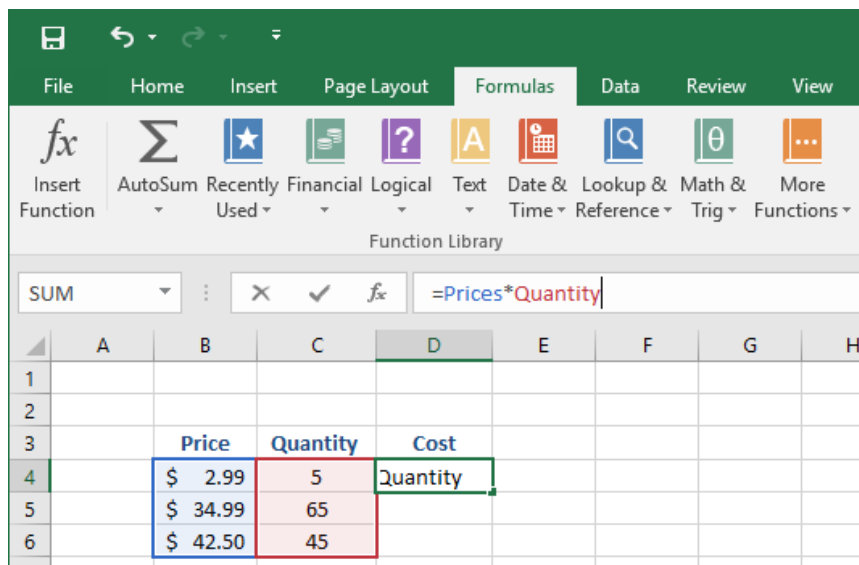 File Home Insert Page Layout Formulas Data Review View
fx Σ ? A θ
Insert AutoSum Recently Financial Logical Text Date & Lookup & Math & More
Function Used Time Reference Trig Functions
Function Library
SUM fx =Prices*Quantity
A B C D E F G H
1
2
3 Price Quantity Cost
4 $ 2.99 5 Quantity
5 $ 34.99 65
6 $ 42.50 45